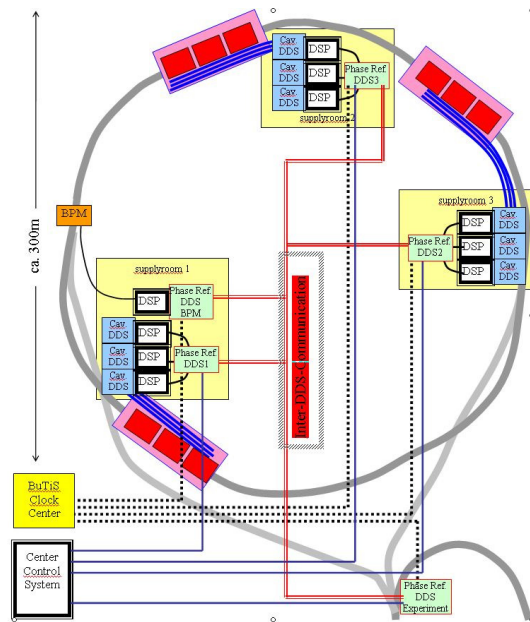 Cav.
DDS
DSP
Cav.
DDS
DSP
Cav.
DDS
DSP
Phase Ref.
DDS3
supplyroom 2
ca. 300m
BPM
supplyroom 3
DSP
Cav.
DDS
DSP
Cav.
DDS
DSP
Cav.
DDS
Phase Ref.
DDS2
supplyroom 1
DSP
Phase Ref.
DDS
BPM
Cav.
DDS
DSP
Cav.
DDS
DSP
Cav.
DDS
DSP
Phase Ref.
DDS1
Inter-DDS-Communication
BuTiS
Clock
Center
Center
Control
System
Phase Ref.
DDS
Experiment